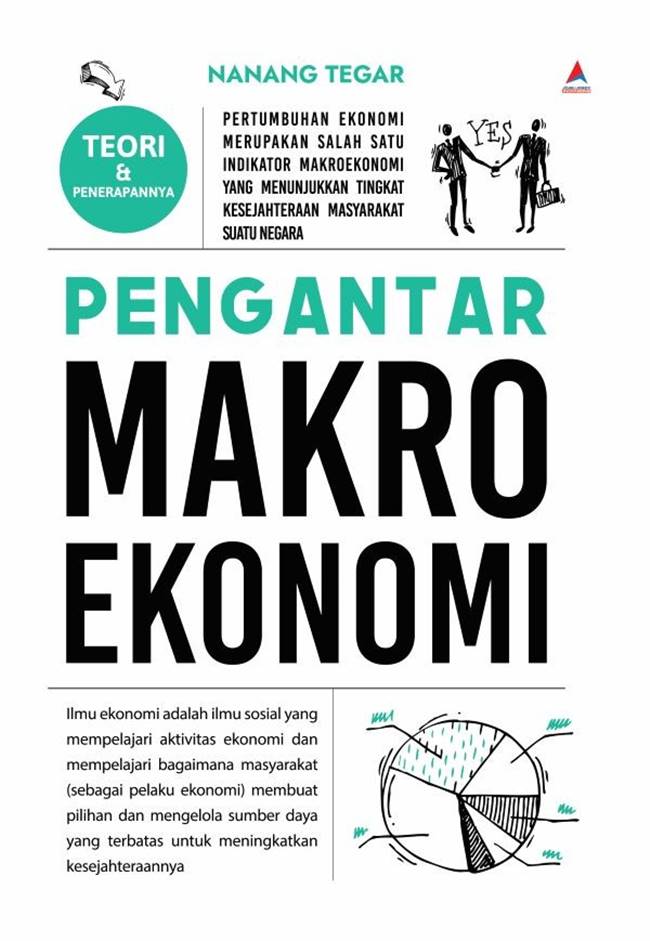 NANANG TEGAR
TEORI
&
PENERAPANNYA
PERTUMBUHAN EKONOMI
MERUPAKAN SALAH SATU
INDIKATOR MAKROEKONOMI
YANG MENUNJUKKAN TINGKAT
KESEJAHTERAAN MASYARAKAT
SUATU NEGARA
YES
PENGANTAR
MAKRO
EKONOMI
Ilmu ekonomi adalah ilmu sosial yang
mempelajari aktivitas ekonomi dan
mempelajari bagaimana masyarakat
(sebagai pelaku ekonomi) membuat
pilihan dan mengelola sumber daya
yang terbatas untuk meningkatkan
kesejahteraannya